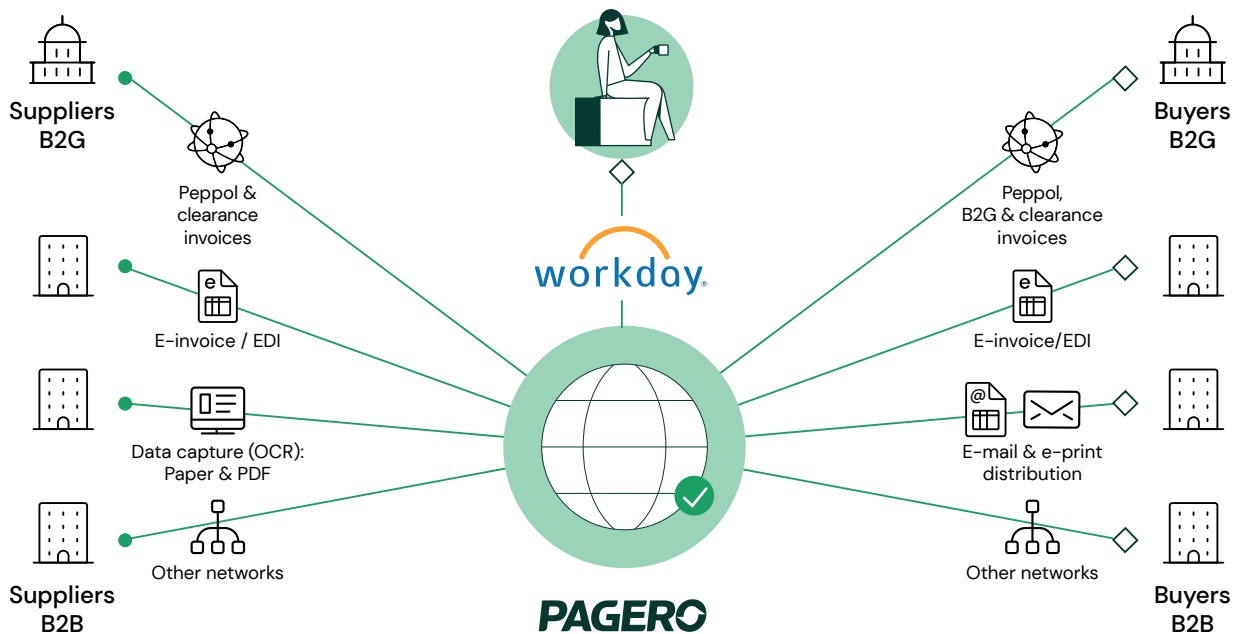 Suppliers
B2G
Peppol &
clearance
invoices
e
E-invoice / EDI
Data capture (OCR):
Paper & PDF
Other networks
Suppliers
B2B
workday®
PAGERO
Buyers
B2G
Peppol,
B2G & clearance
invoices
e
E-invoice/EDI
@
E-mail & e-print
distribution
Other networks
Buyers
B2B